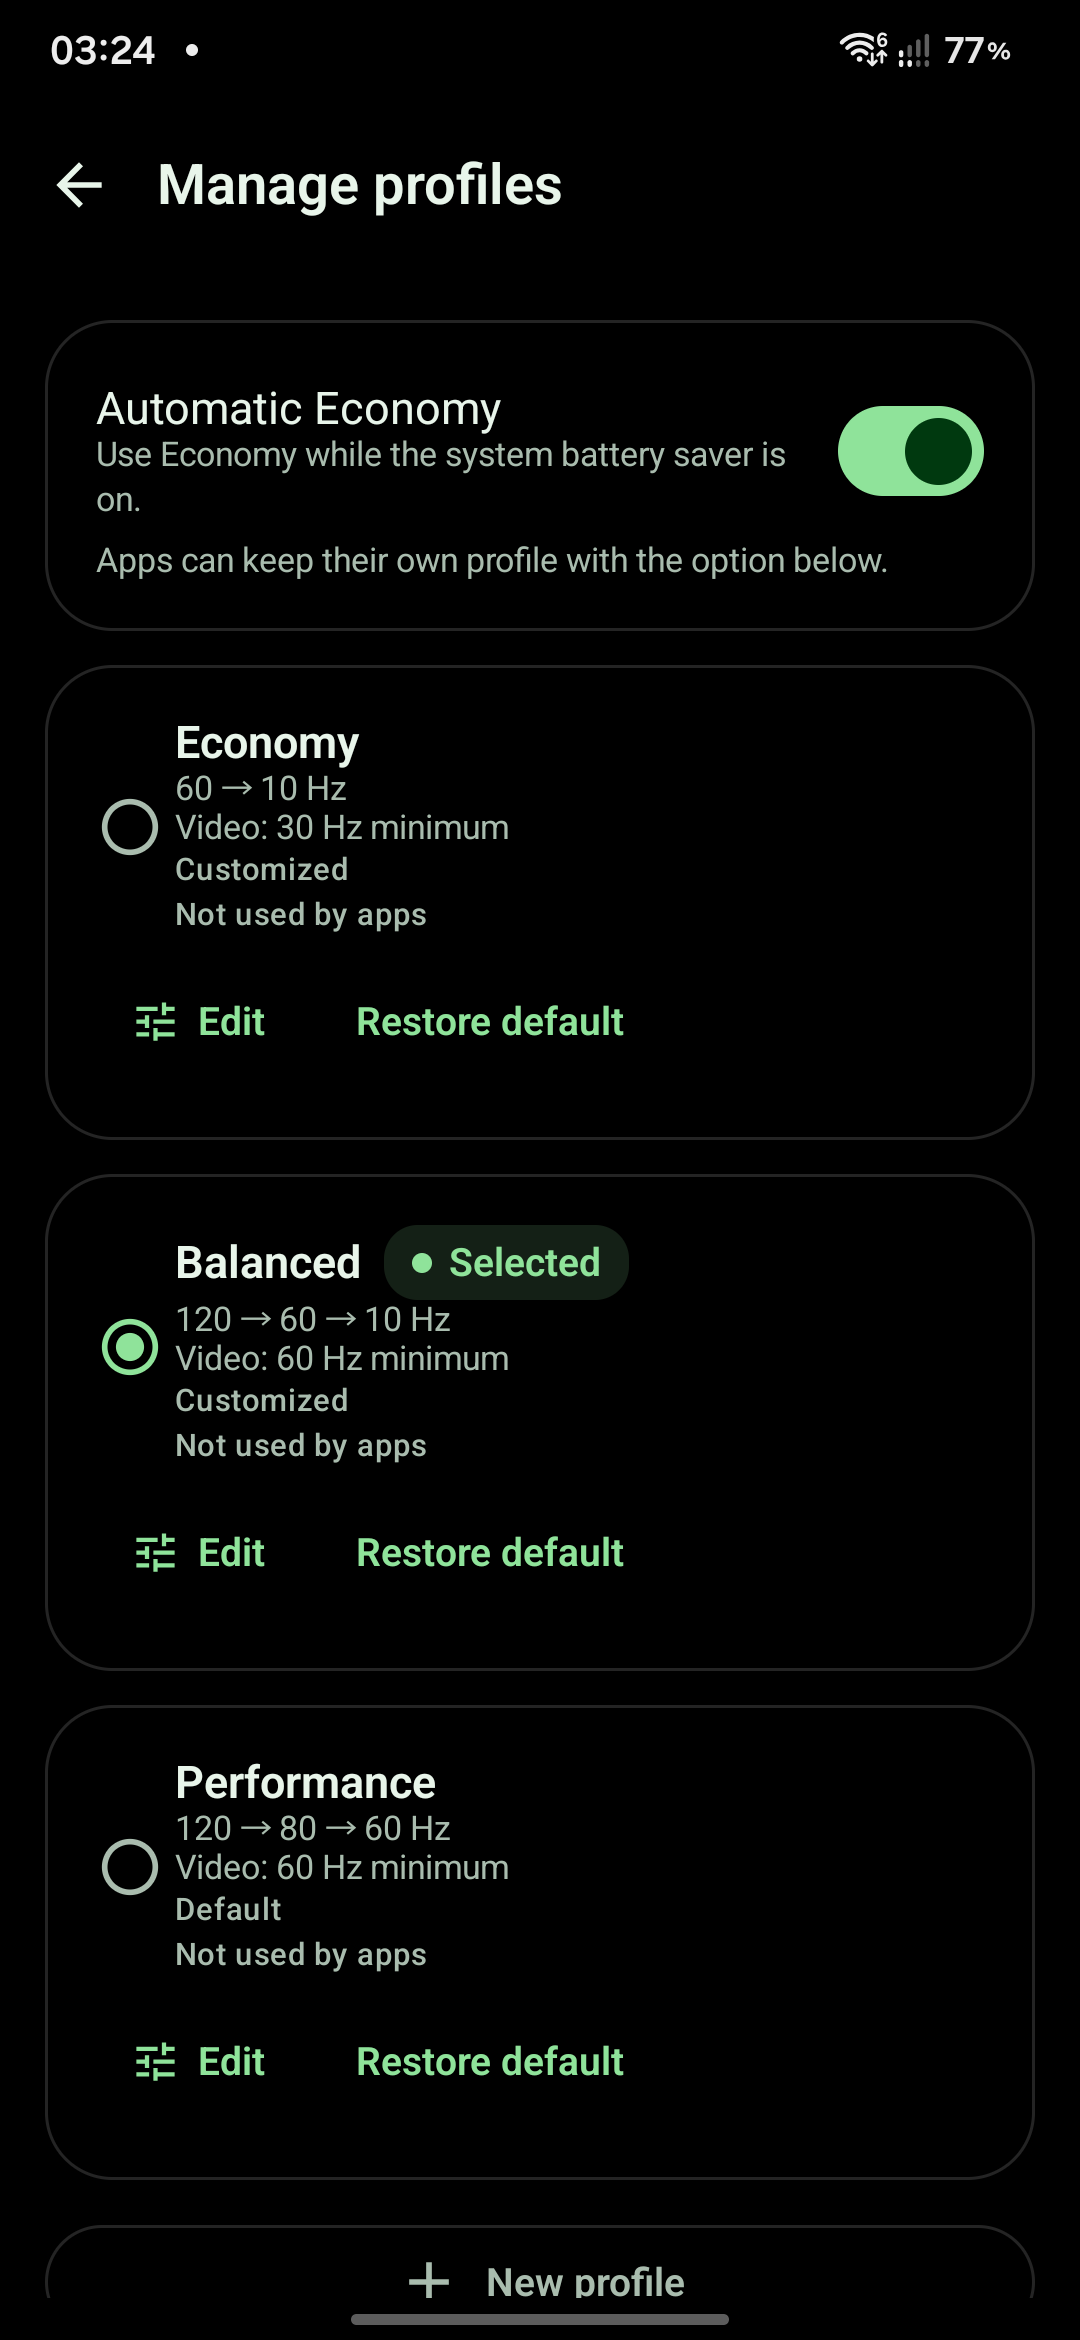 03:24
6
77%
Manage profiles
Automatic Economy
Use Economy while the system battery saver is
on.
Apps can keep their own profile with the option below.
Economy
60 → 10 Hz
Video: 30 Hz minimum
Customized
Not used by apps
Edit Restore default
Balanced Selected
120 → 60 → 10 Hz
Video: 60 Hz minimum
Customized
Not used by apps
Edit Restore default
Performance
120 → 80 → 60 Hz
Video: 60 Hz minimum
Default
Not used by apps
Edit Restore default
New profile